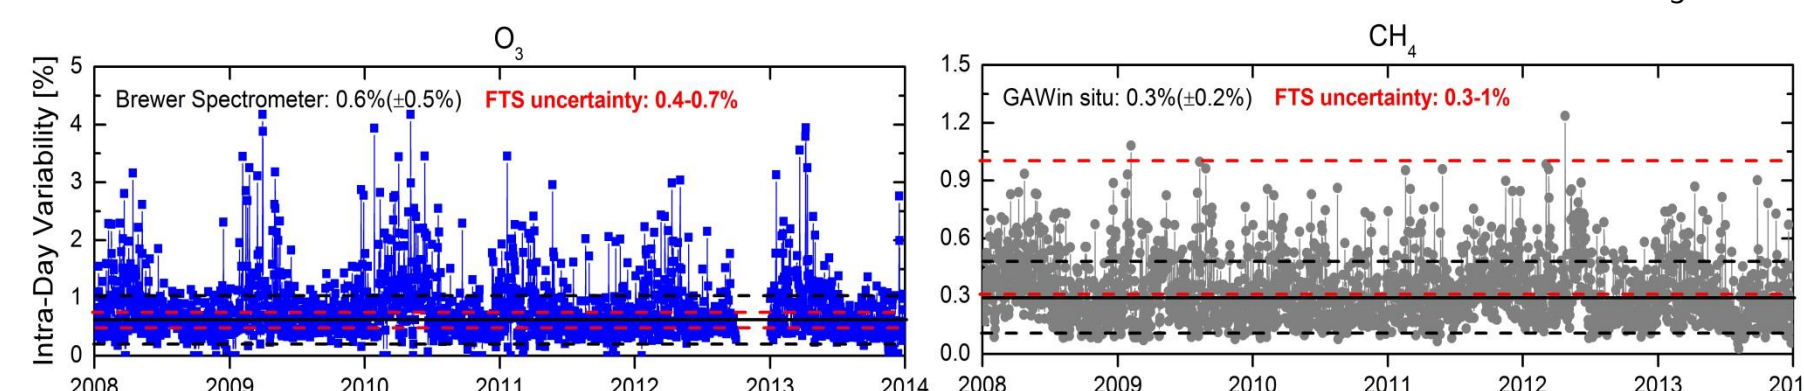 O₃
CH₄
Intra-Day Variability [%]
5
4
3
2
1
0
Brewer Spectrometer: 0.6%(±0.5%) FTS uncertainty: 0.4-0.7%
2008 2009 2010 2011 2012 2013 2014
1.5
1.2
0.9
0.6
0.3
0.0
GAWin situ: 0.3%(±0.2%) FTS uncertainty: 0.3-1%
2008 2009 2010 2011 2012 2013 201